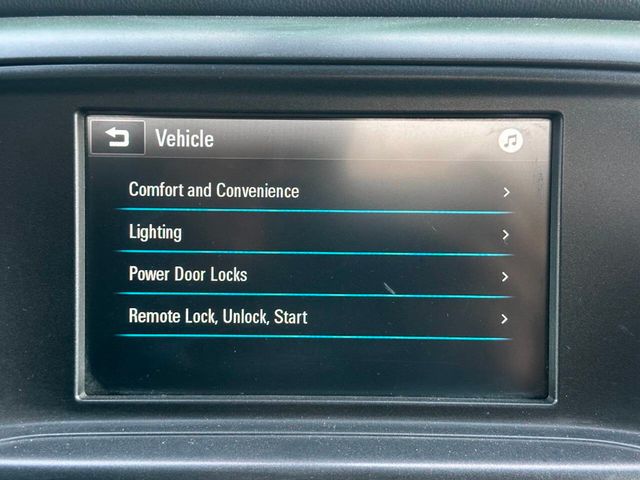 Vehicle
Comfort and Convenience
Lighting
Power Door Locks
Remote Lock, Unlock, Start